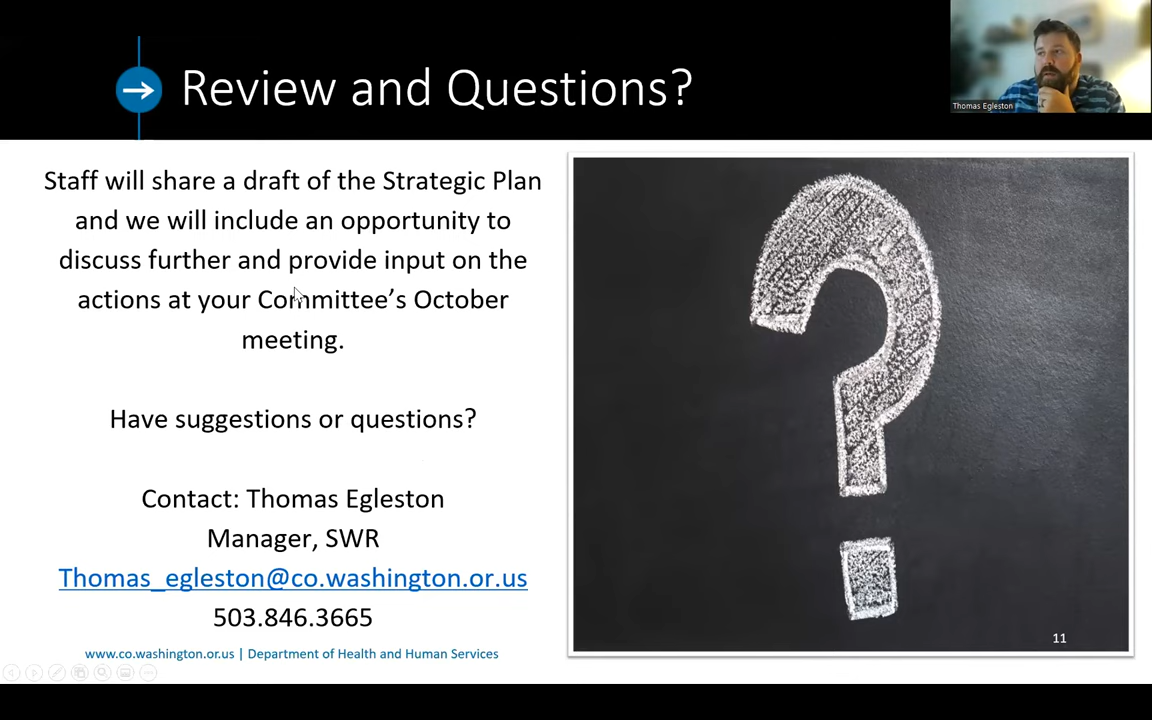 Review and Questions?
Thomas Egleston
Staff will share a draft of the Strategic Plan
and we will include an opportunity to
discuss further and provide input on the
actions at your Committee's October
meeting.
Have suggestions or questions?
Contact: Thomas Egleston
Manager, SWR
Thomas_egleston@co.washington.or.us
503.846.3665
www.co.washington.or.us | Department of Health and Human Services
?
11